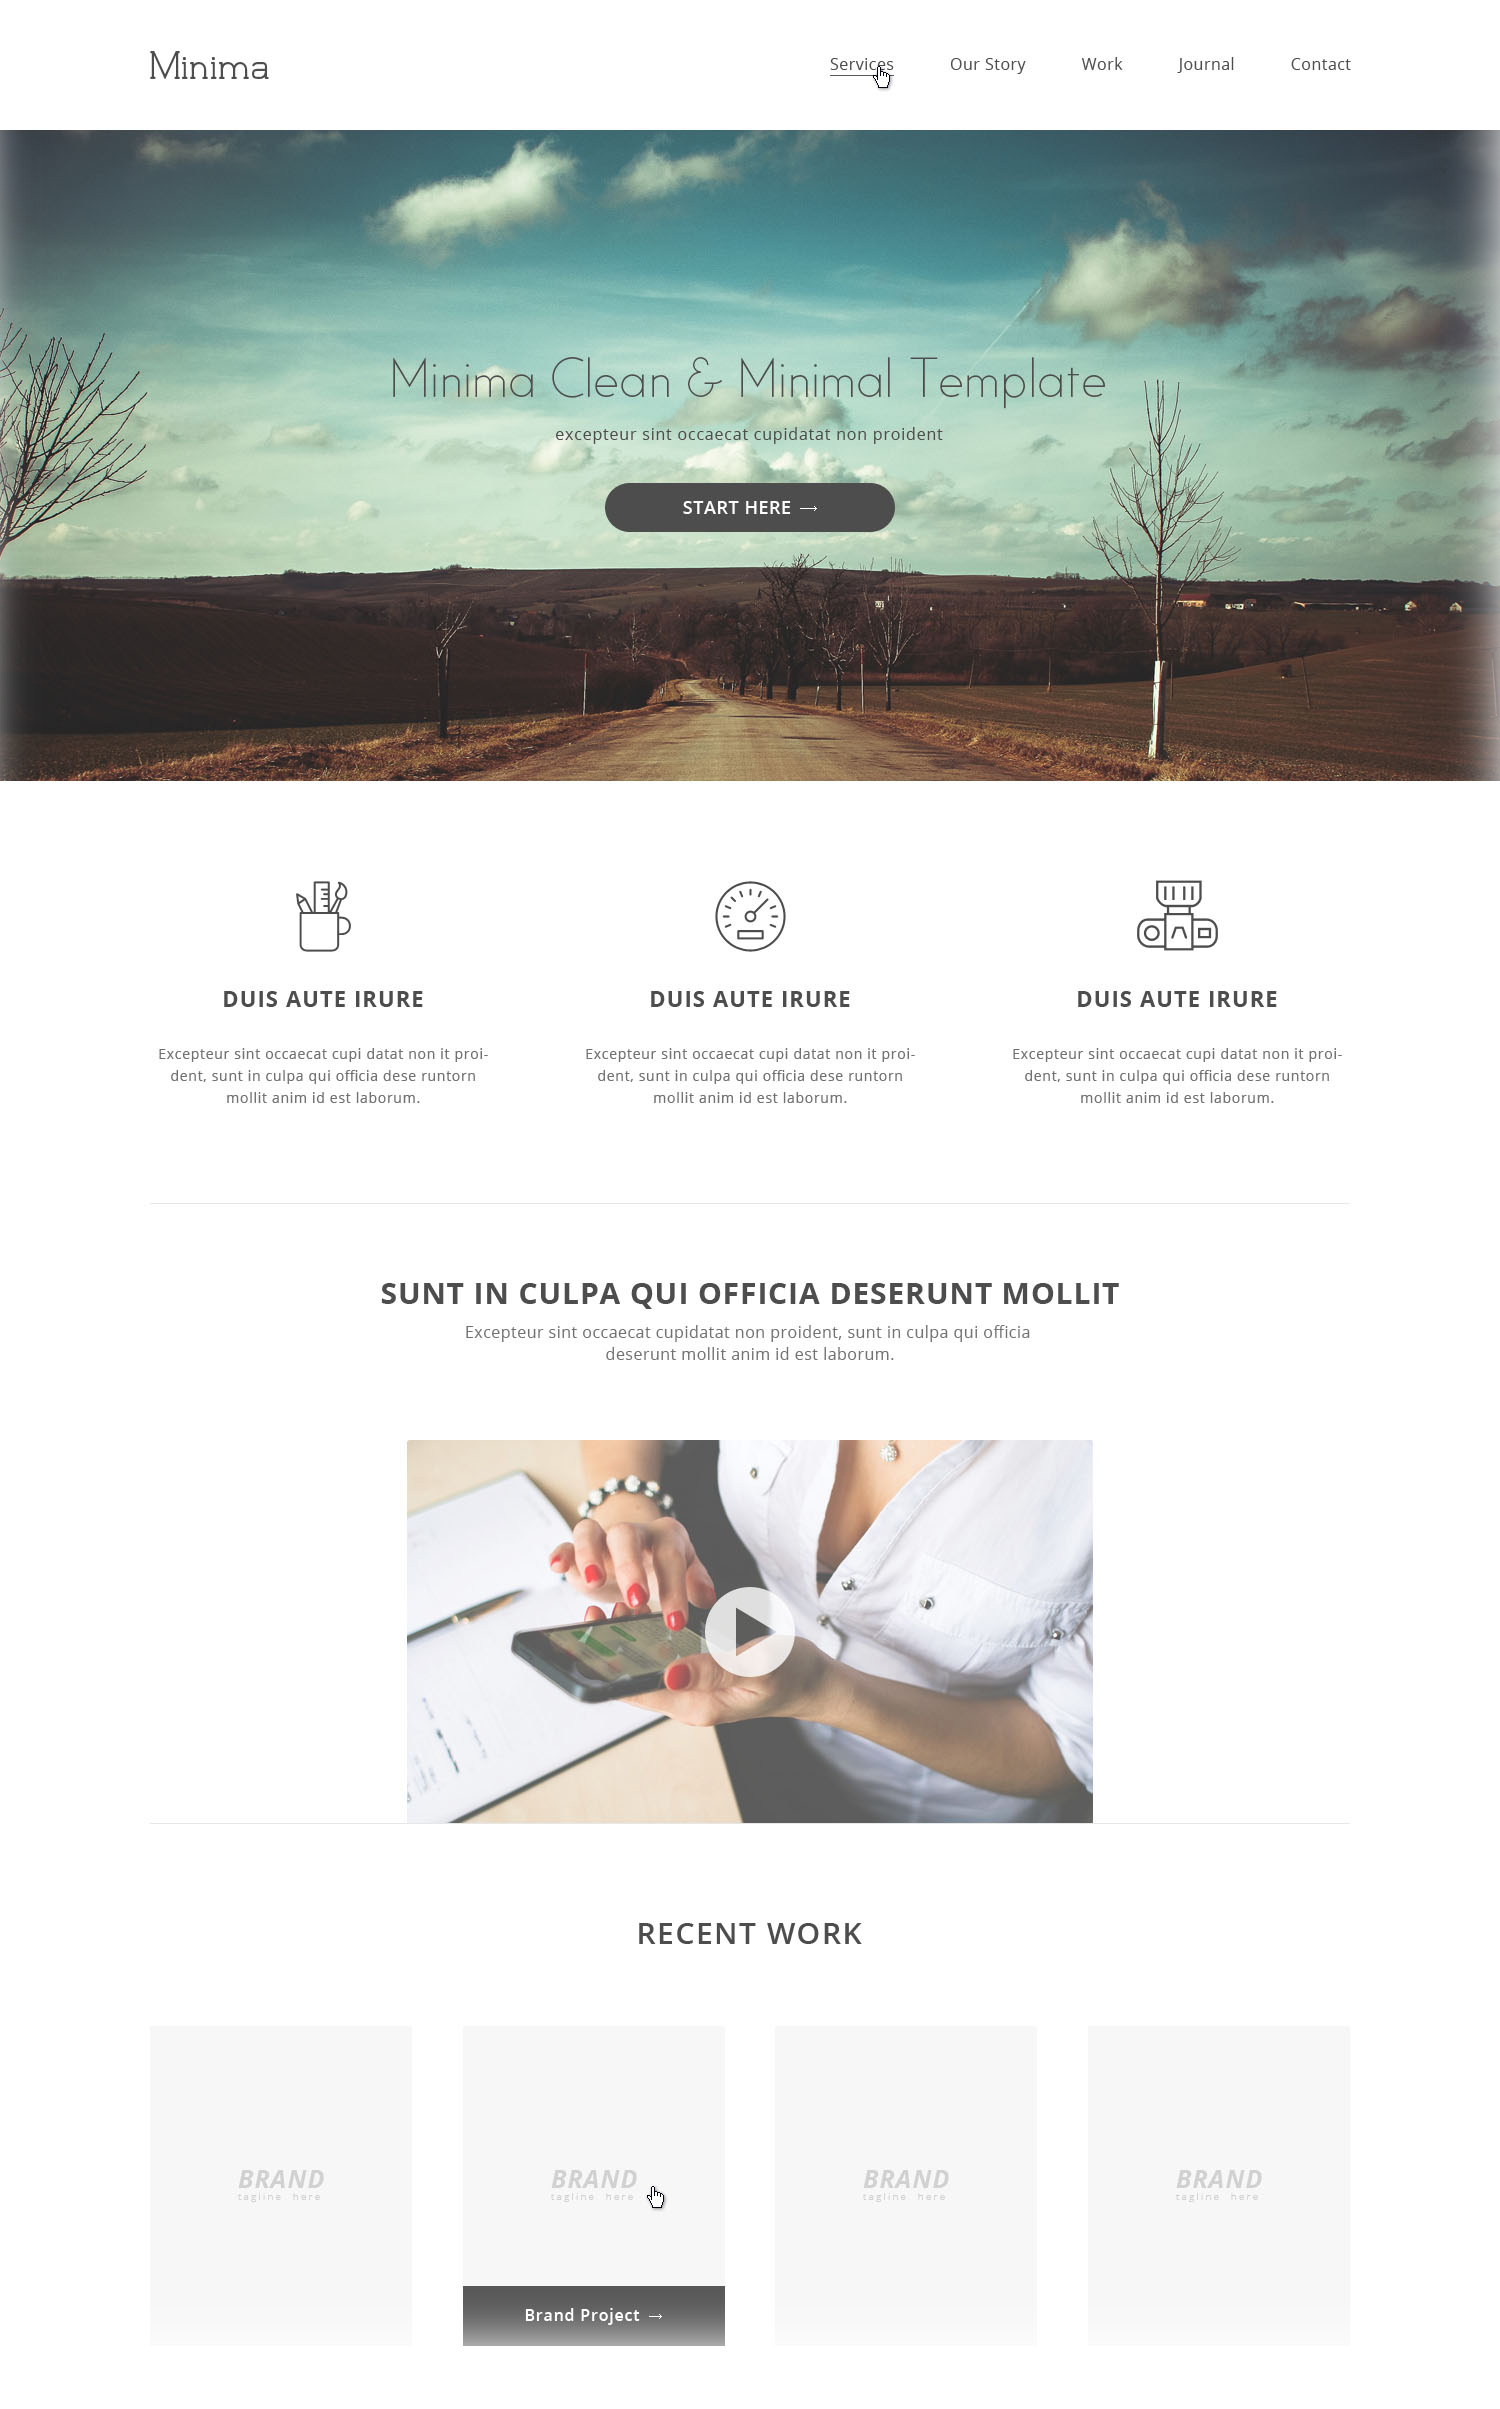 Minima
Services Our Story Work Journal Contact
Minima Clean & Minimal Template
excepteur sint occaecat cupidatat non proident
START HERE →
DUIS AUTE IRURE
Excepteur sint occaecat cupi datat non it proi-
dent, sunt in culpa qui officia dese runtorn
mollit anim id est laborum.
DUIS AUTE IRURE
Excepteur sint occaecat cupi datat non it proi-
dent, sunt in culpa qui officia dese runtorn
mollit anim id est laborum.
DUIS AUTE IRURE
Excepteur sint occaecat cupi datat non it proi-
dent, sunt in culpa qui officia dese runtorn
mollit anim id est laborum.
SUNT IN CULPA QUI OFFICIA DESERUNT MOLLIT
Excepteur sint occaecat cupidatat non proident, sunt in culpa qui officia
deserunt mollit anim id est laborum.
RECENT WORK
BRAND
tagline here
BRAND
tagline here
Brand Project →
BRAND
tagline here
BRAND
tagline here